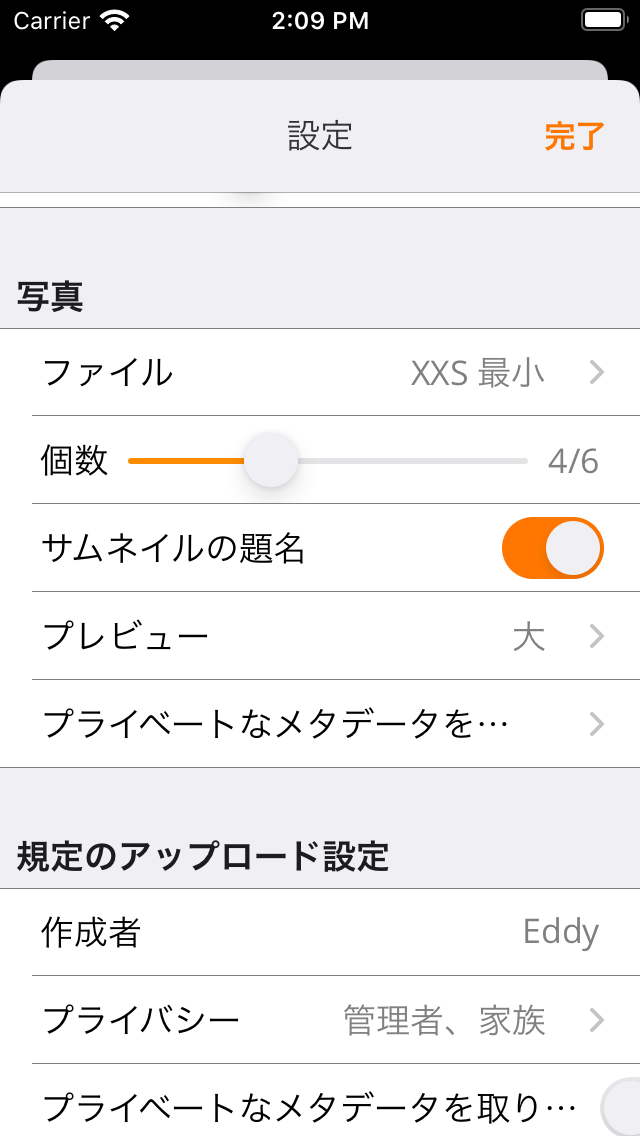 Carrier 2:09 PM
設定 完了
写真
ファイル XXS 最小
個数 4/6
サムネイルの題名
プレビュー 大
プライベートなメタデータを…
規定のアップロード設定
作成者 Eddy
プライバシー 管理者、家族
プライベートなメタデータを取り…